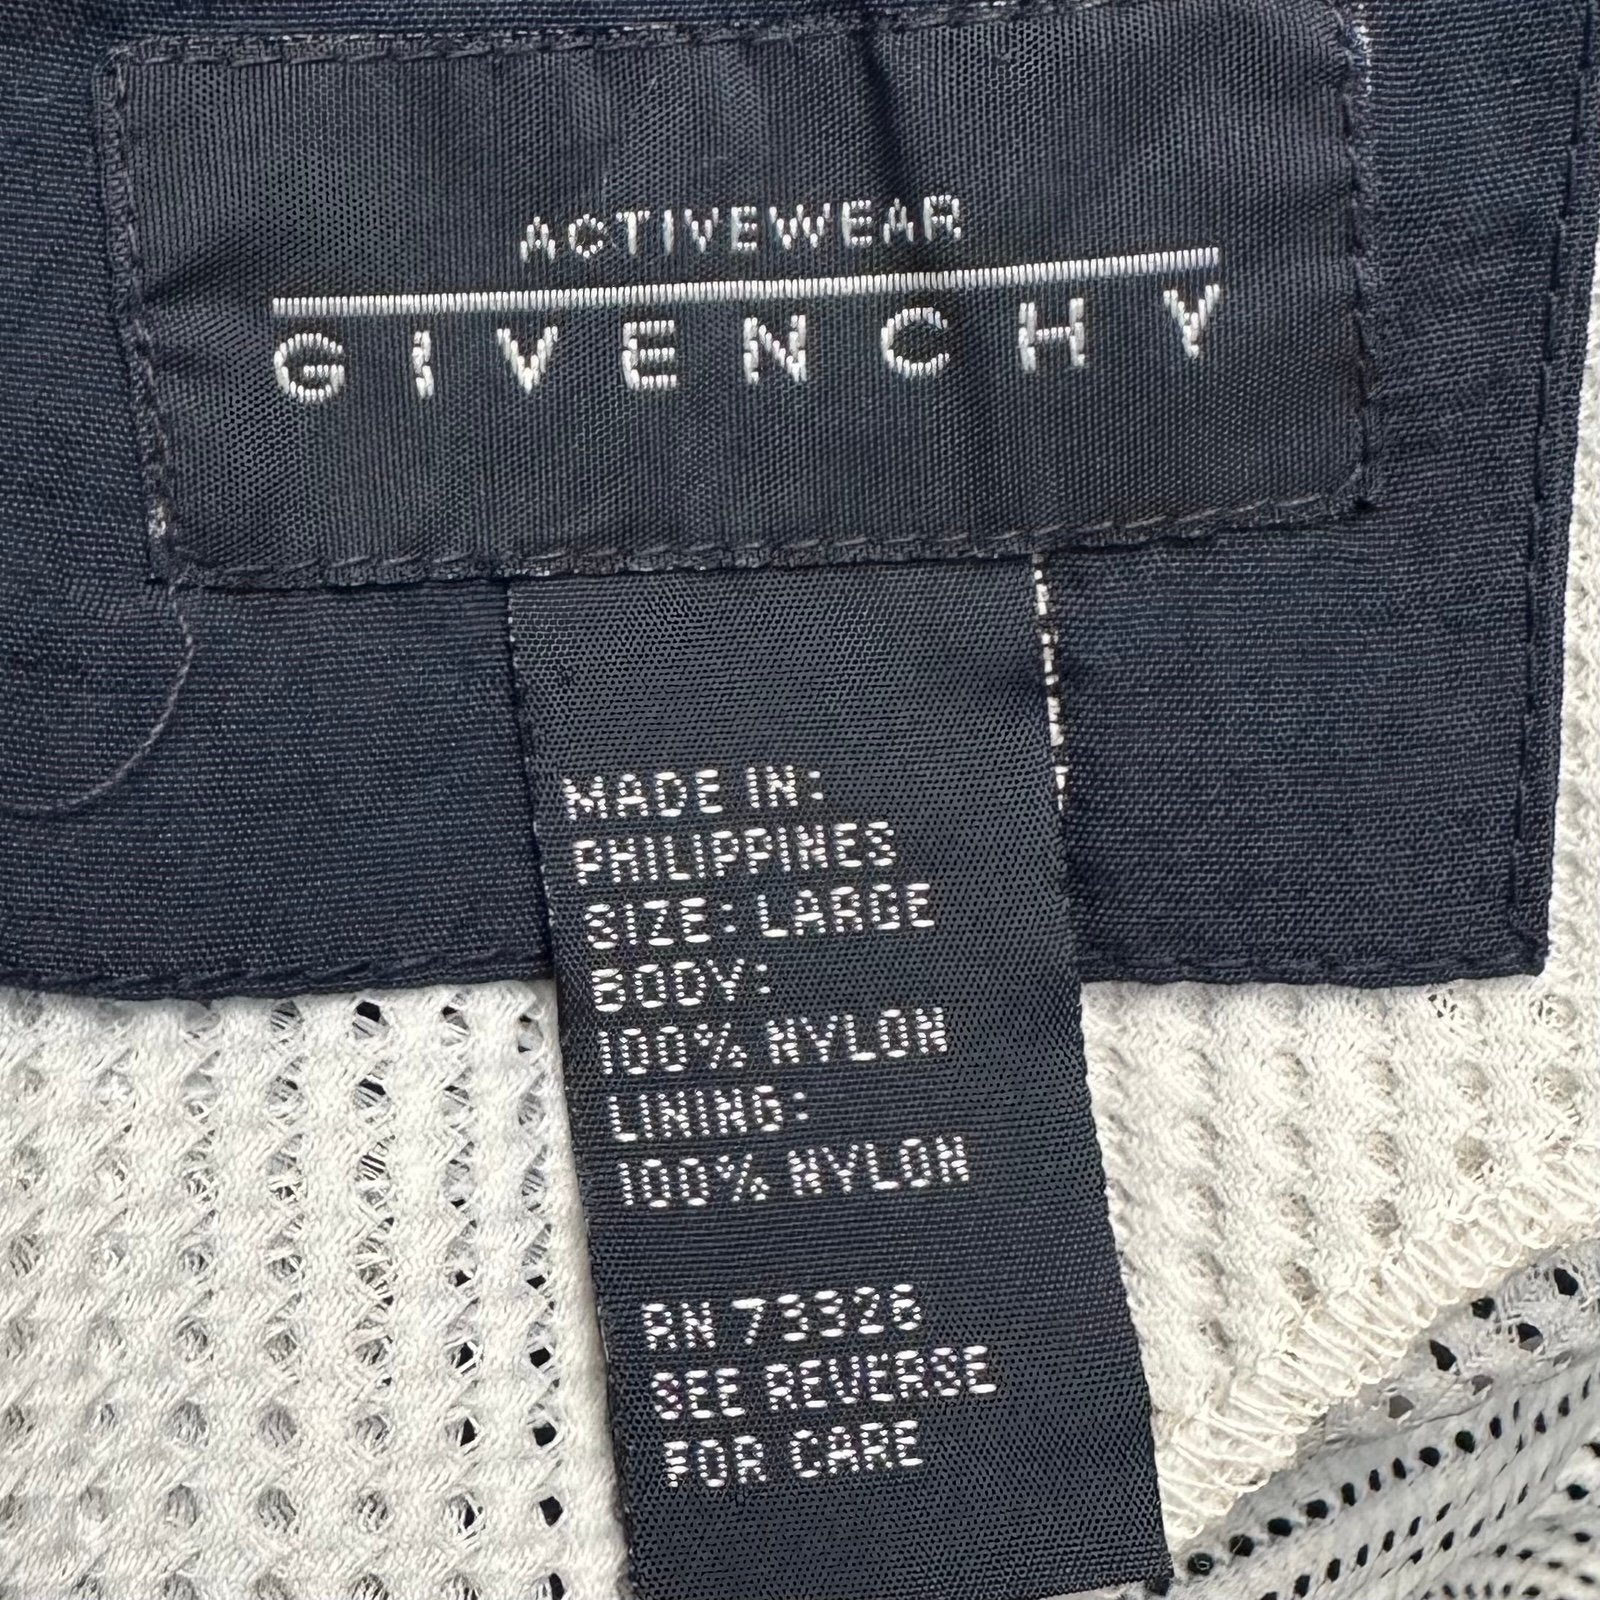 ACTIVEWEAR
GIVENCHY
MADE IN:
PHILIPPINES
SIZE: LARGE
BODY:
100% NYLON
LINING:
100% NYLON
RN 73326
SEE REVERSE
FOR CARE